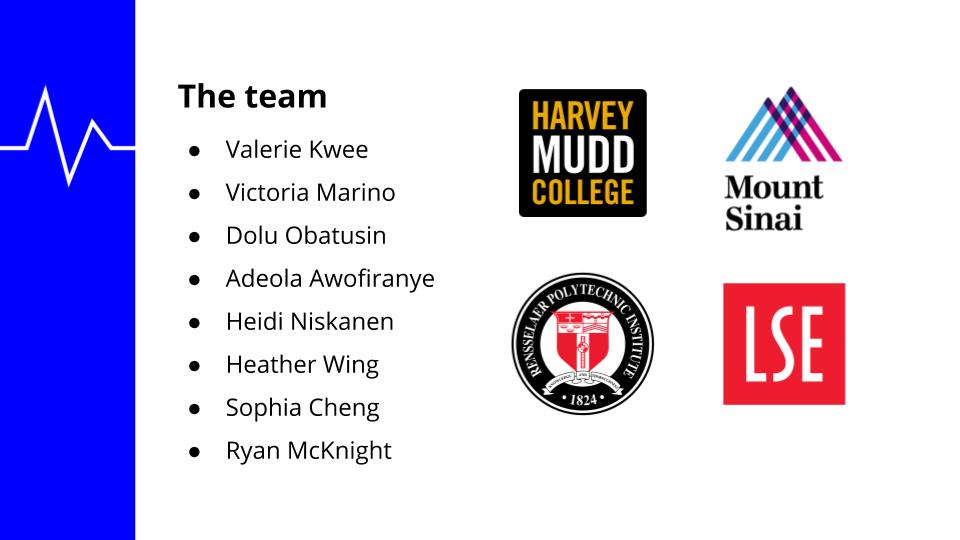 The team
● Valerie Kwee
● Victoria Marino
● Dolu Obatusin
● Adeola Awofiranye
● Heidi Niskanen
● Heather Wing
● Sophia Cheng
● Ryan McKnight
HARVEY
MUDD
COLLEGE
Mount
Sinai
RENSSELAER POLYTECHNIC INSTITUTE
• 1824 •
LSE